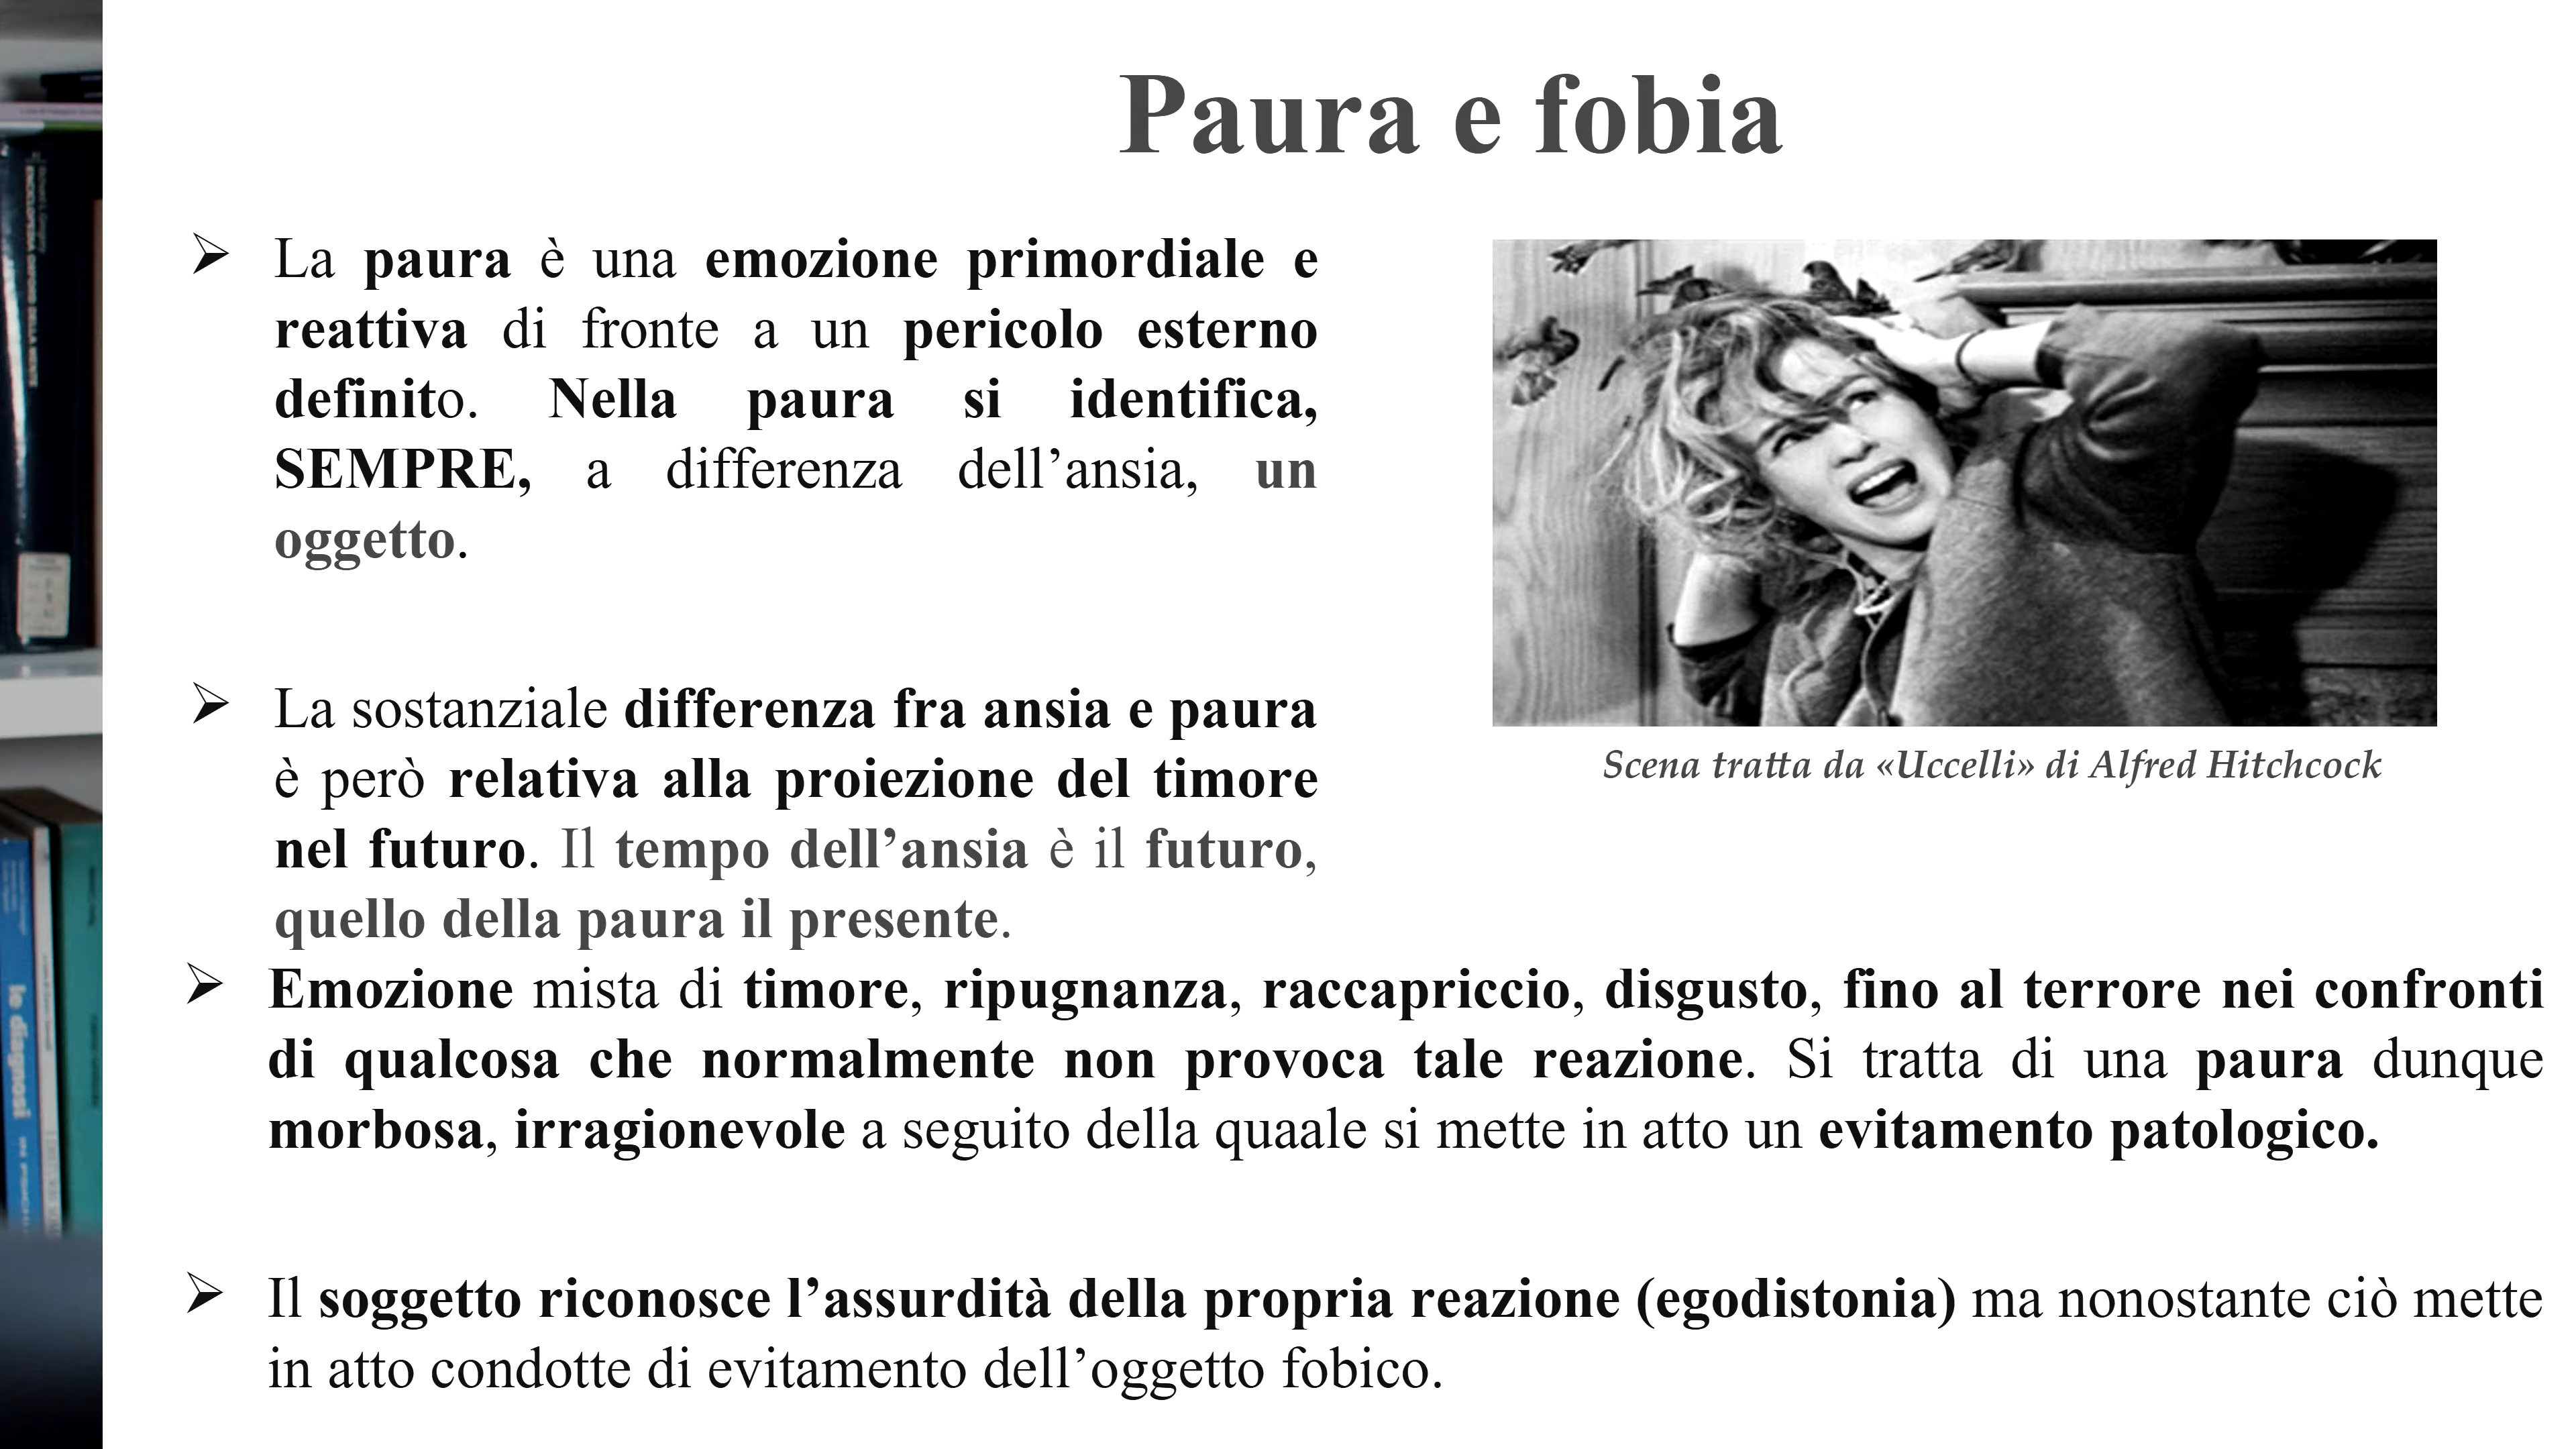 Paura e fobia
➢ La paura è una emozione primordiale e
reattiva di fronte a un pericolo esterno
definito. Nella paura si identifica,
SEMPRE, a differenza dell’ansia, un
oggetto.
➢ La sostanziale differenza fra ansia e paura
è però relativa alla proiezione del timore
nel futuro. Il tempo dell’ansia è il futuro,
quello della paura il presente.
Scena tratta da «Uccelli» di Alfred Hitchcock
➢ Emozione mista di timore, ripugnanza, raccapriccio, disgusto, fino al terrore nei confronti
di qualcosa che normalmente non provoca tale reazione. Si tratta di una paura dunque
morbosa, irragionevole a seguito della quaale si mette in atto un evitamento patologico.
➢ Il soggetto riconosce l’assurdità della propria reazione (egodistonia) ma nonostante ciò mette
in atto condotte di evitamento dell’oggetto fobico.
le diagnosi